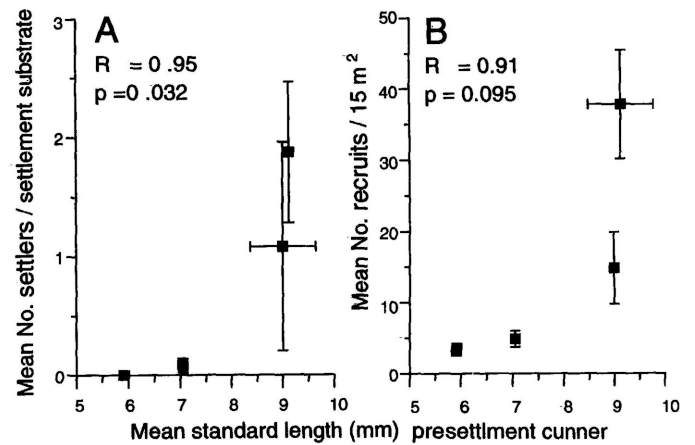 A
R = 0 .95
p =0 .032
Mean No. settlers / settlement substrate
3
2
1
0
5 6 7 8 9 10
B
R = 0.91
p = 0.095
Mean No. recruits / 15 m²
50
40
30
20
10
0
5 6 7 8 9 10
Mean standard length (mm) presettlment cunner